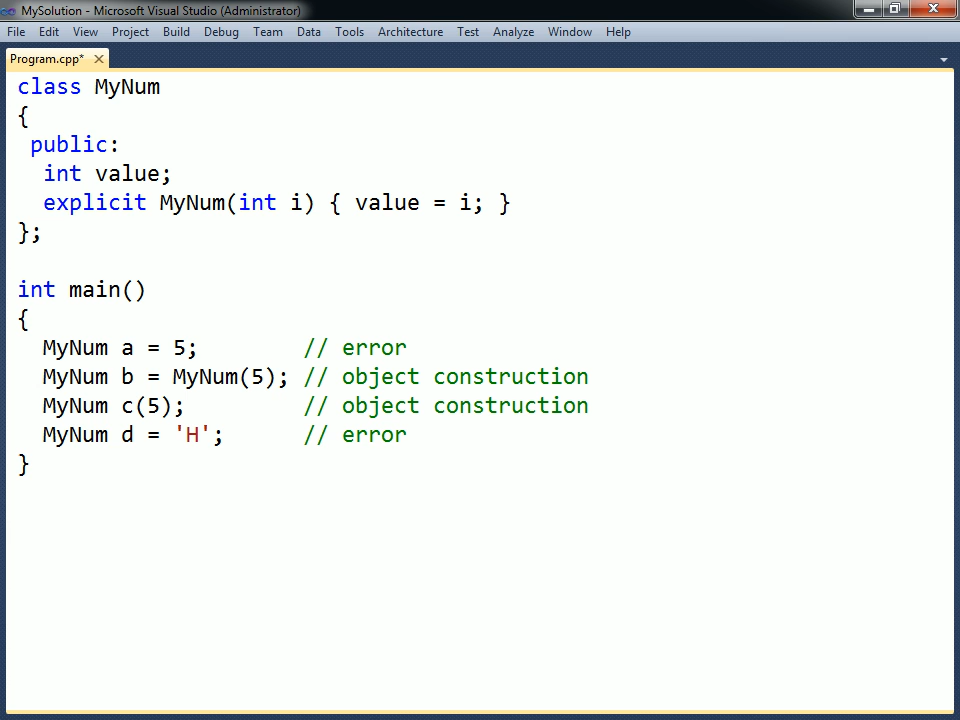 MySolution - Microsoft Visual Studio (Administrator)
File Edit View Project Build Debug Team Data Tools Architecture Test Analyze Window Help
Program.cpp* ×
class MyNum
{
 public:
  int value;
  explicit MyNum(int i) { value = i; }
};

int main()
{
  MyNum a = 5;        // error
  MyNum b = MyNum(5); // object construction
  MyNum c(5);         // object construction
  MyNum d = 'H';      // error
}